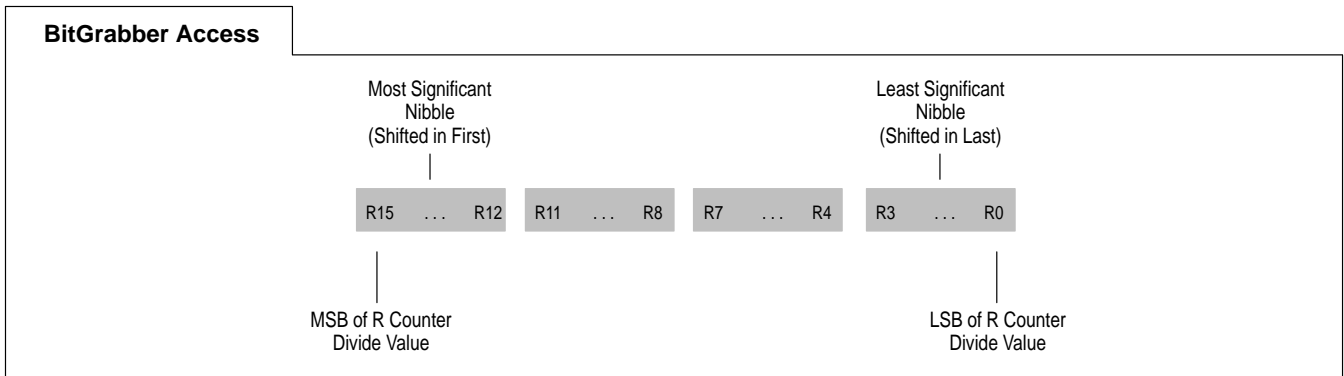 BitGrabber Access
Most Significant
Nibble
(Shifted in First)
Least Significant
Nibble
(Shifted in Last)
R15 ... R12 R11 ... R8 R7 ... R4 R3 ... R0
MSB of R Counter
Divide Value
LSB of R Counter
Divide Value